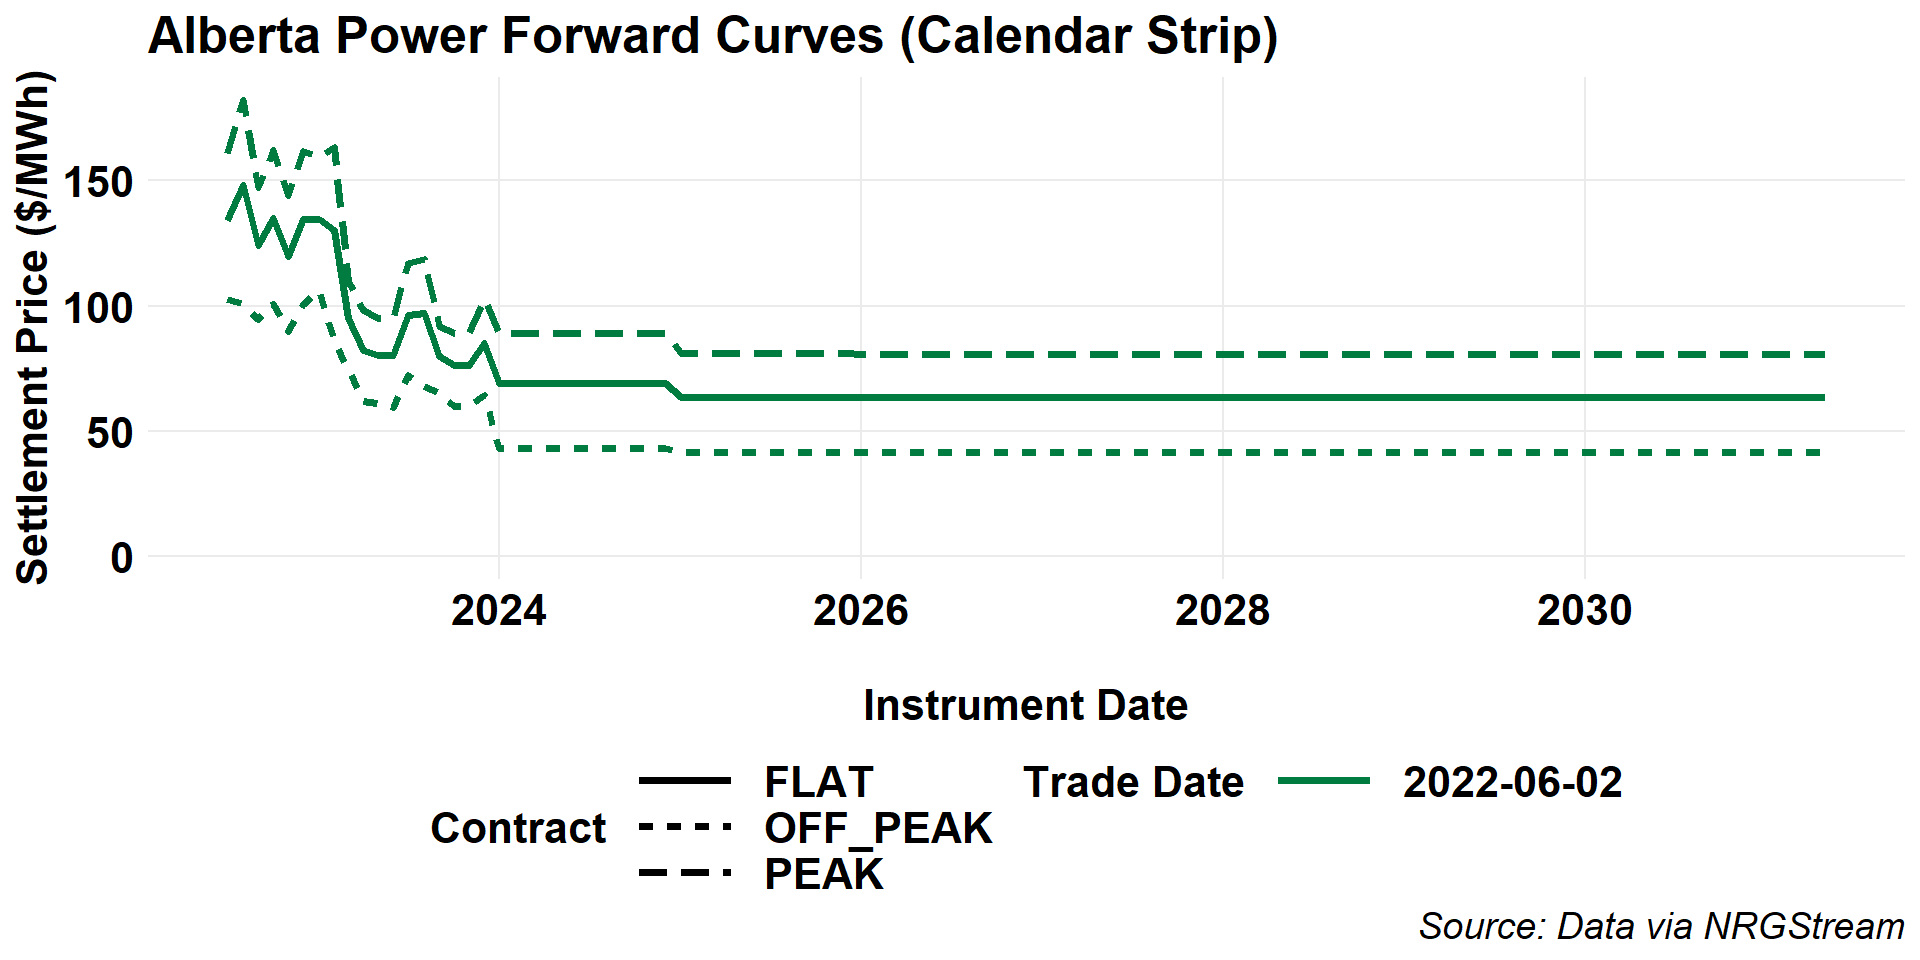 Alberta Power Forward Curves (Calendar Strip)
Settlement Price ($/MWh)
150
100
50
0
2024
2026
2028
2030
Instrument Date
Contract
FLAT
OFF_PEAK
PEAK
Trade Date
2022-06-02
Source: Data via NRGStream